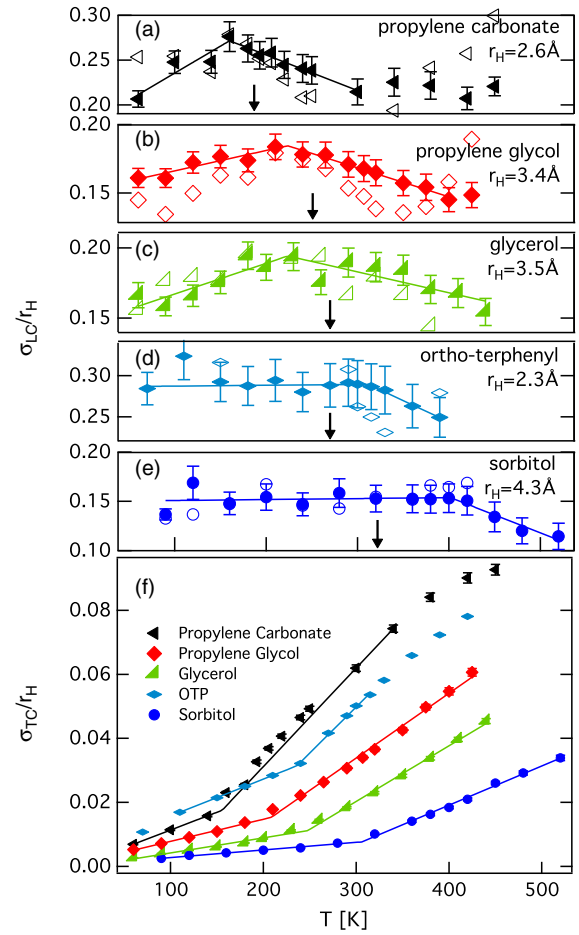 (a)
propylene carbonate
r_H=2.6Å
0.30
0.25
0.20
(b)
propylene glycol
r_H=3.4Å
0.20
0.15
(c)
glycerol
r_H=3.5Å
0.20
0.15
σ_LC/r_H
(d)
ortho-terphenyl
r_H=2.3Å
0.30
0.25
0.20
(e)
sorbitol
r_H=4.3Å
0.20
0.15
0.10
(f)
0.08
0.06
0.04
0.02
0.00
σ_TC/r_H
Propylene Carbonate
Propylene Glycol
Glycerol
OTP
Sorbitol
100
200
300
400
500
T [K]